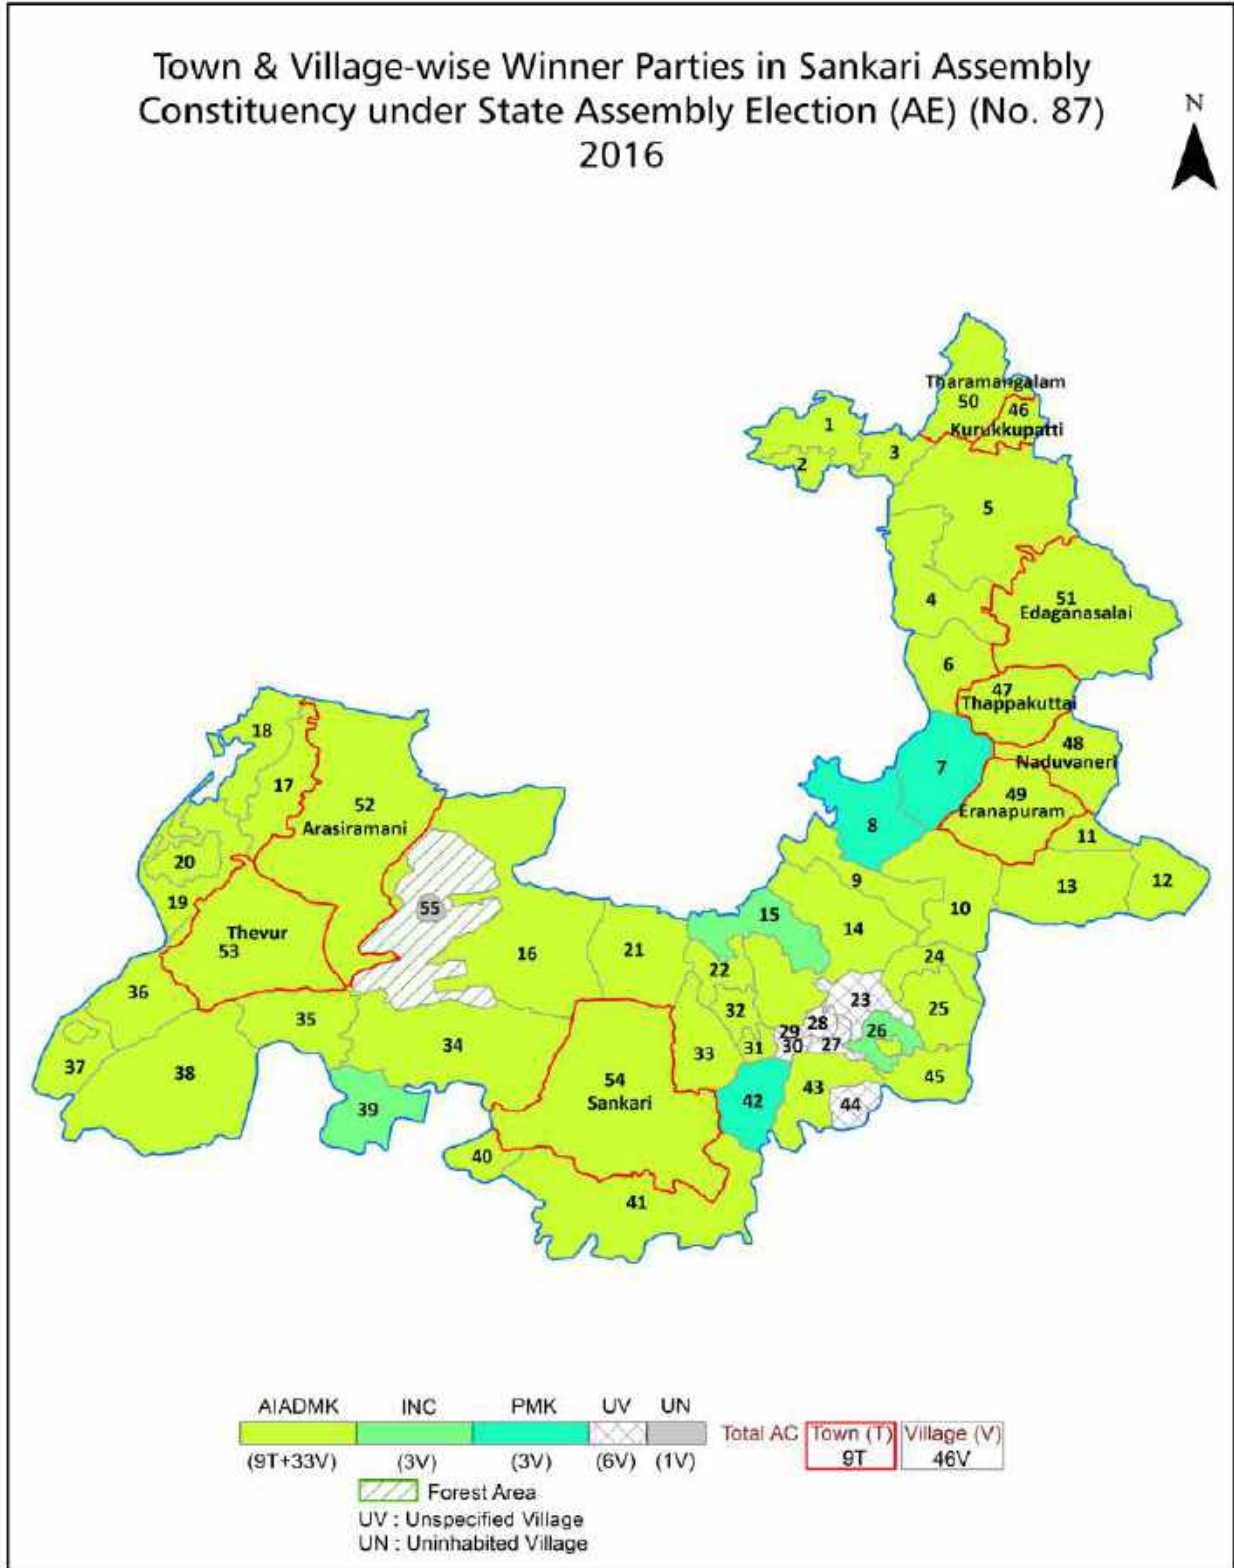 Town & Village-wise Winner Parties in Sankari Assembly
Constituency under State Assembly Election (AE) (No. 87)
2016
N
Tharamangalam
50
46
Kurukkupatti
1
2
3
5
4
51
Edaganasalai
6
47
Thappakuttai
48
Naduvaneri
7
49
Eranapuram
8
11
18
17
52
Arasiramani
20
9
12
13
19
55
10
15
14
Thevur
53
16
21
24
22
23
25
36
32
28
26
29
35
34
33
31
30
27
37
38
54
Sankari
42
43
45
44
39
40
41
AIADMK INC PMK UV UN
Total AC Town (T) Village (V)
9T 46V
(9T+33V) (3V) (3V) (6V) (1V)
Forest Area
UV : Unspecified Village
UN : Uninhabited Village